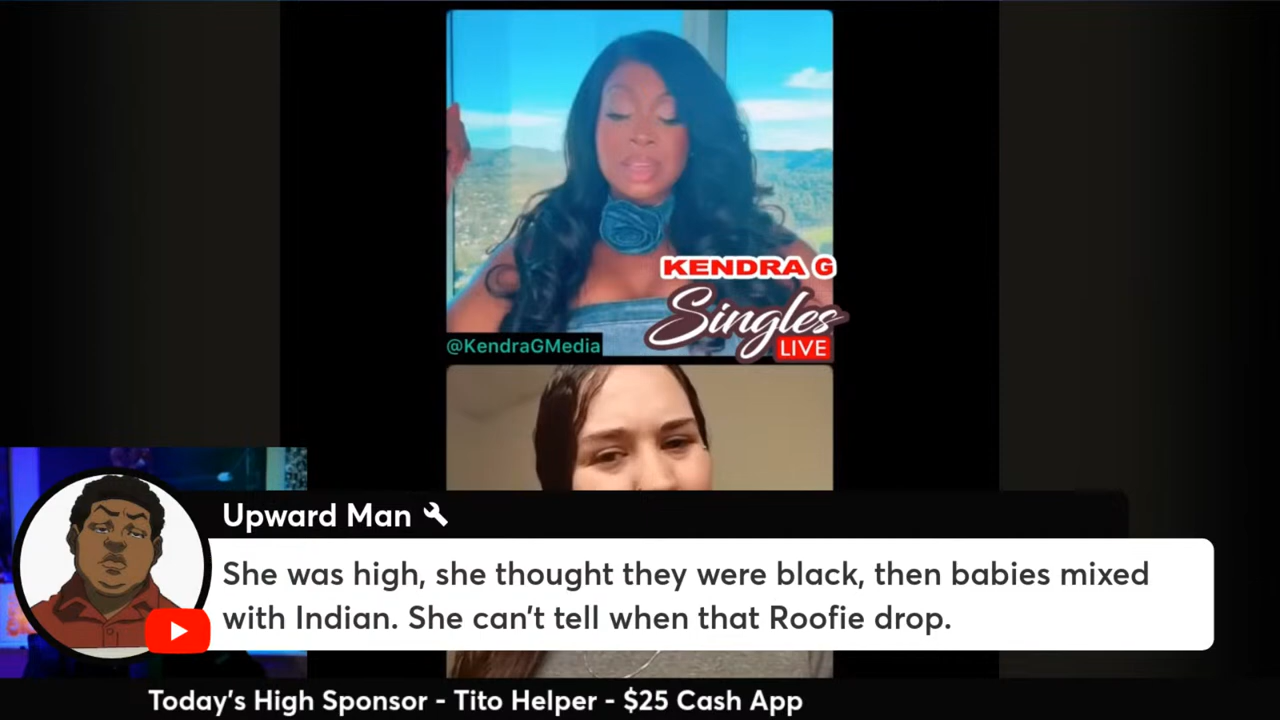 KENDRA G
Singles
LIVE
@KendraGMedia
Upward Man
She was high, she thought they were black, then babies mixed
with Indian. She can't tell when that Roofie drop.
Today's High Sponsor - Tito Helper - $25 Cash App